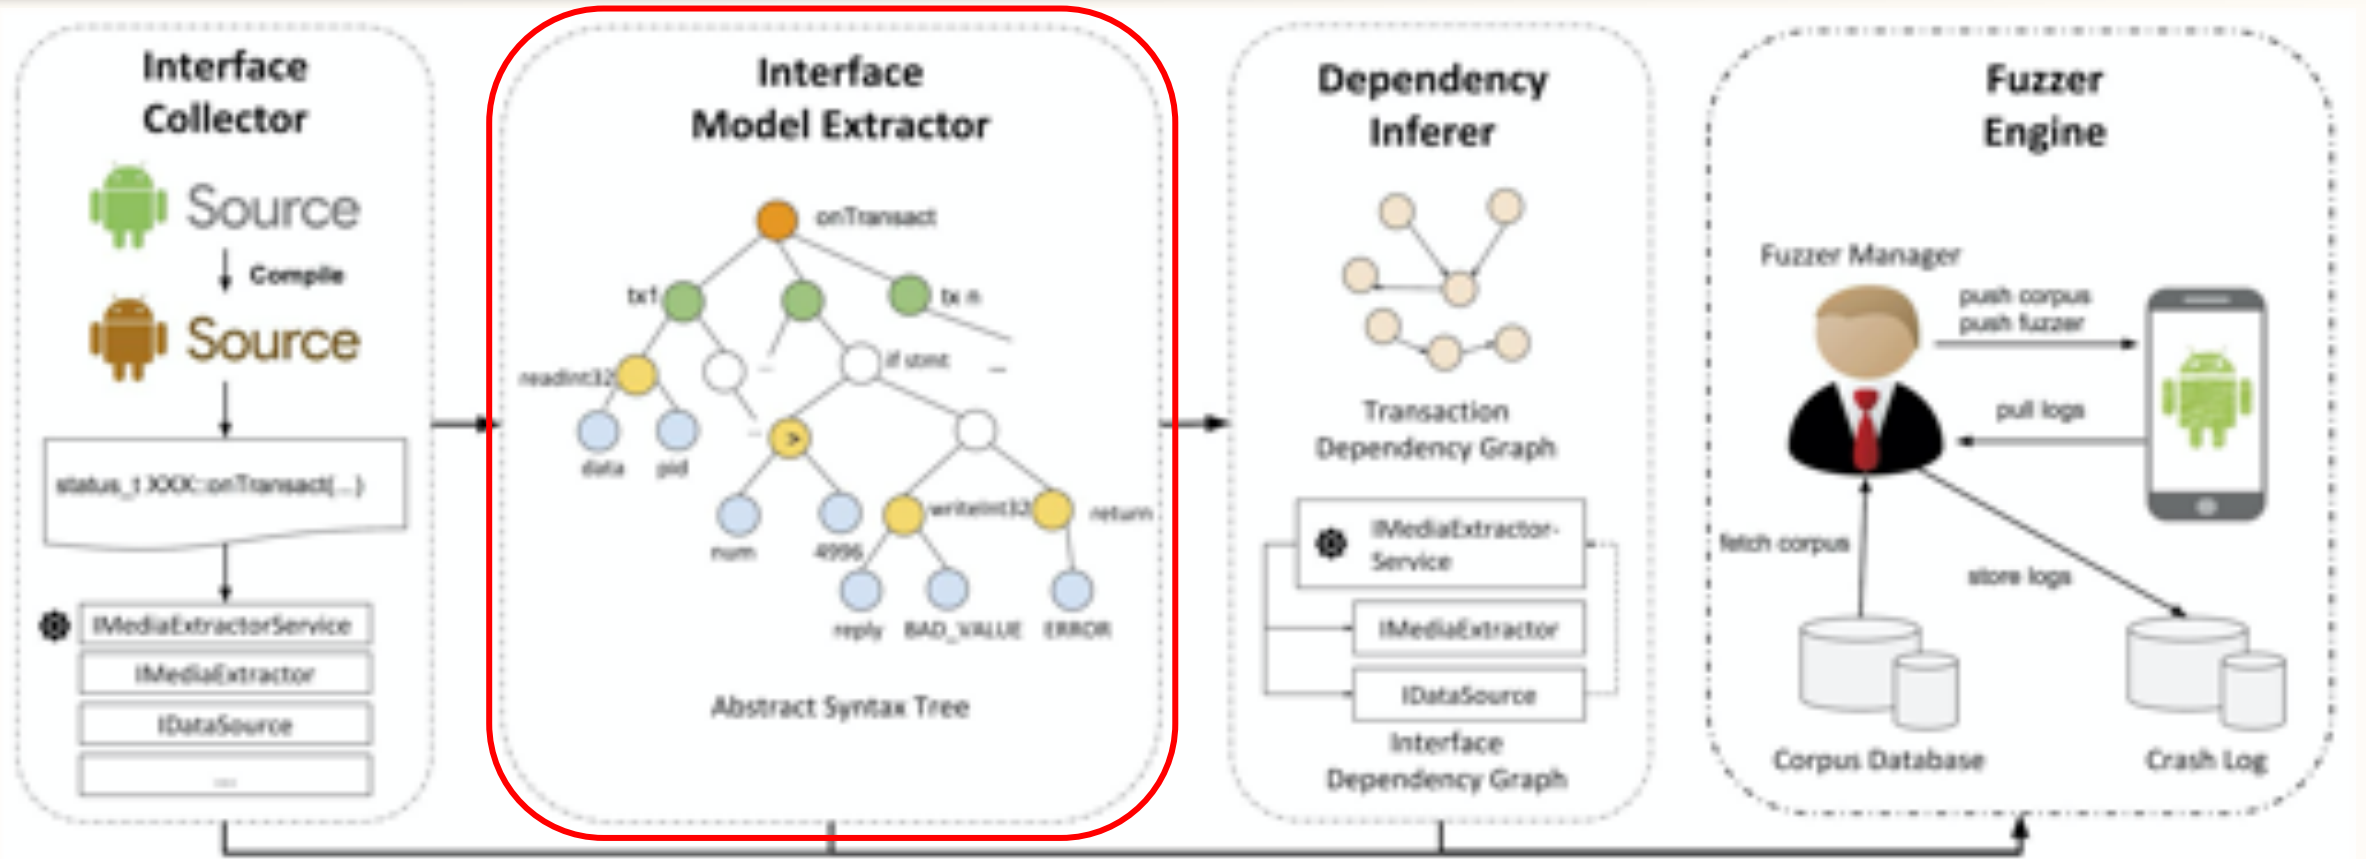 Interface
Collector
Source
Compile
Source
status_t XXX::onTransact(...)
IMediaExtractorService
IMediaExtractor
IDataSource
...
Interface
Model Extractor
onTransact
tx1
tx n
readInt32
...
if stmt
...
data
pid
...
>
num
4996
writeInt32
return
reply
BAD_VALUE
ERROR
Abstract Syntax Tree
Dependency
Inferer
Transaction
Dependency Graph
IMediaExtractor-
Service
IMediaExtractor
IDataSource
Interface
Dependency Graph
Fuzzer
Engine
Fuzzer Manager
push corpus
push fuzzer
pull logs
fetch corpus
store logs
Corpus Database
Crash Log